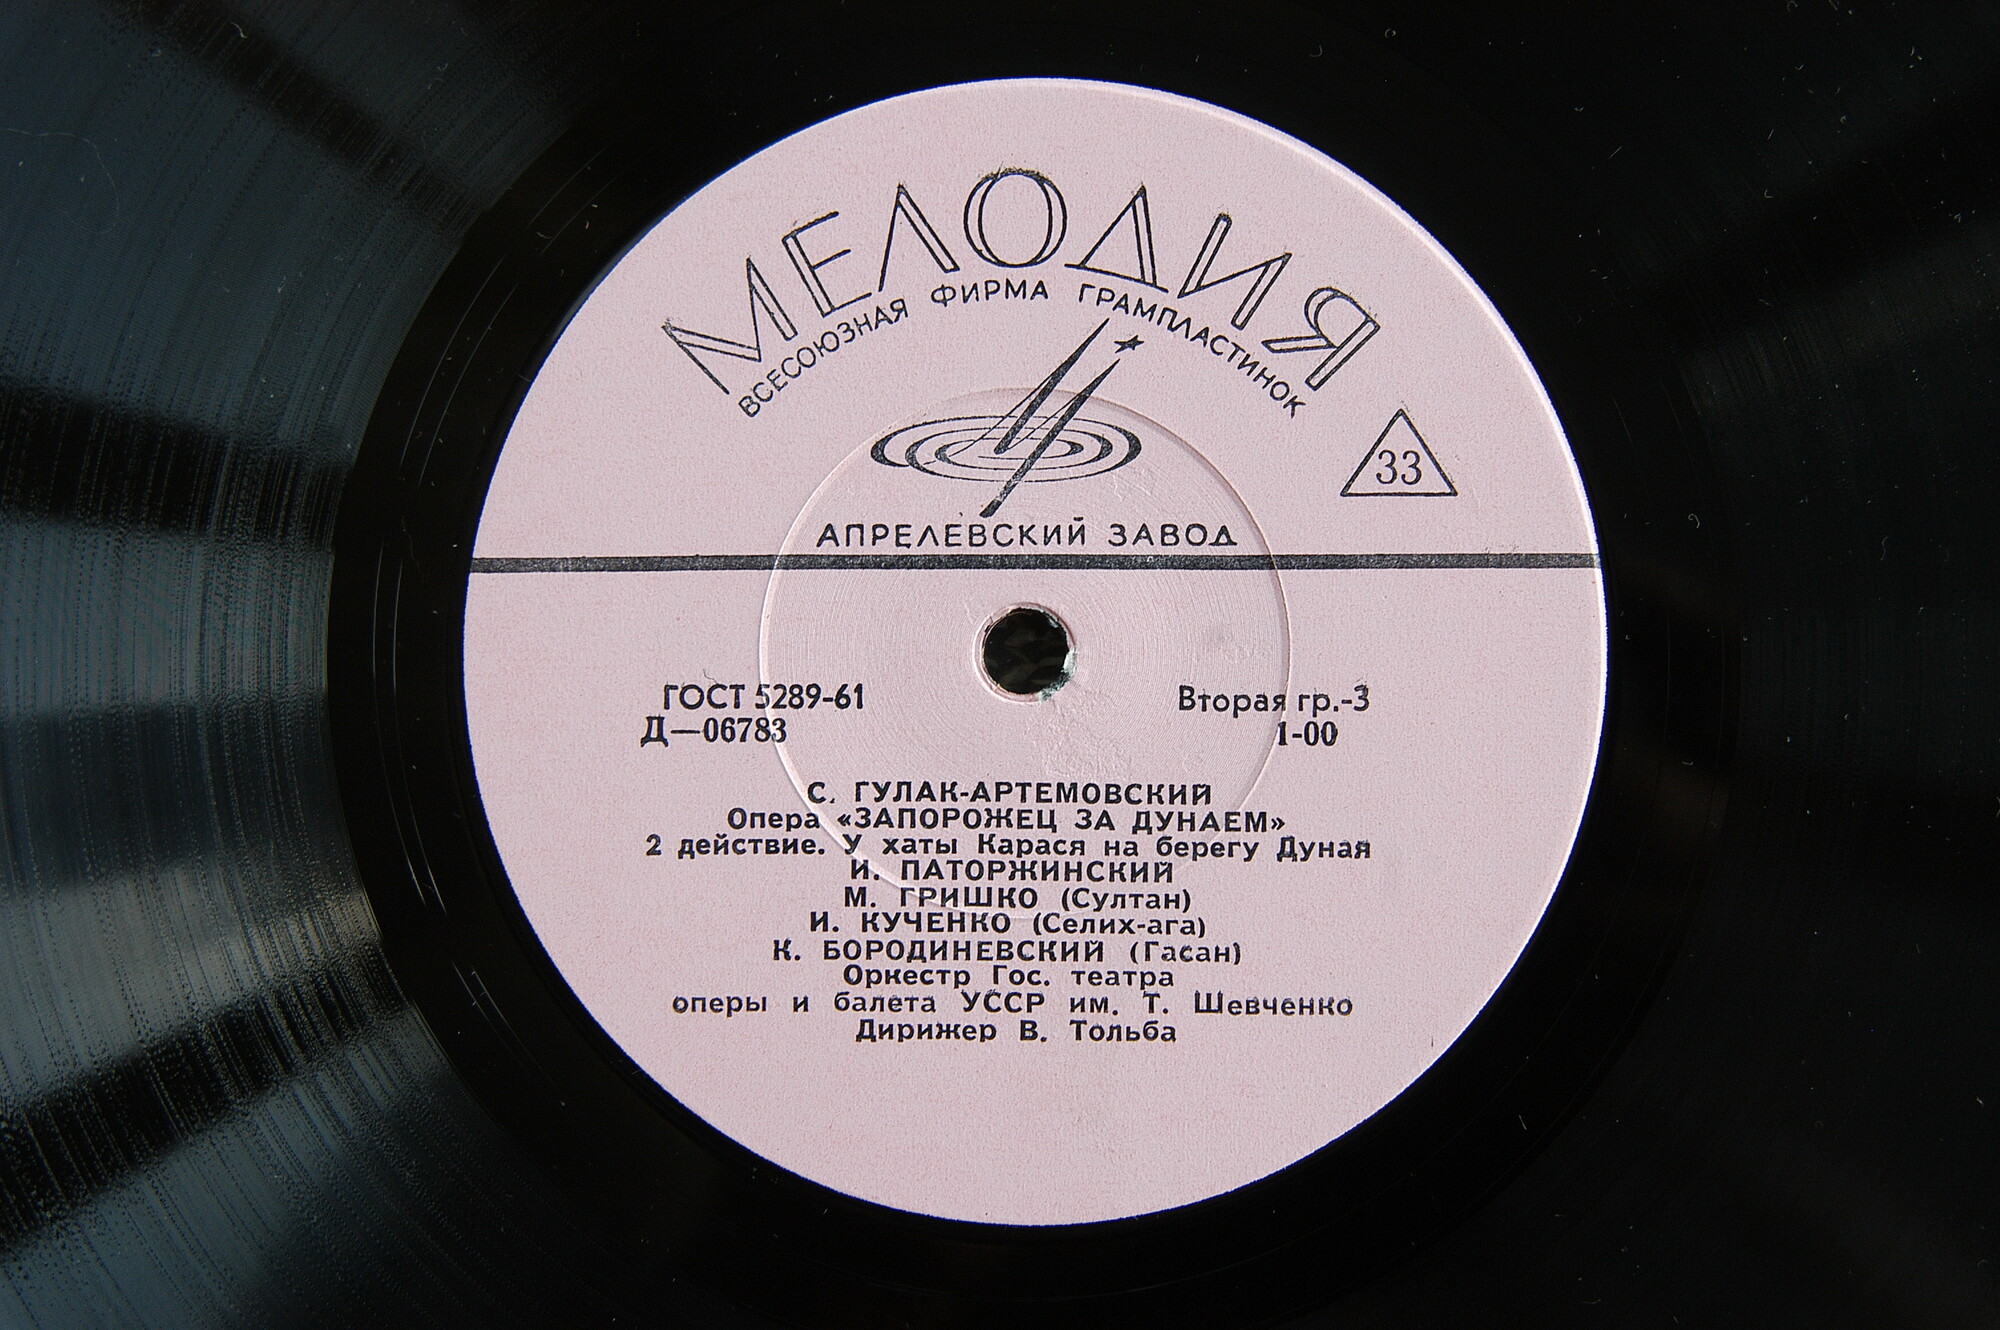 МЕЛОДИЯ
ВСЕСОЮЗНАЯ ФИРМА ГРАМПЛАСТИНОК
33
АПРЕЛЕВСКИЙ ЗАВОД
ГОСТ 5289-61 Вторая гр.-3
Д—06783 1-00
С. ГУЛАК-АРТЕМОВСКИЙ
Опера «ЗАПОРОЖЕЦ ЗА ДУНАЕМ»
2 действие. У хаты Карася на берегу Дуная
И. ПАТОРЖИНСКИЙ
М. ГРИШКО (Султан)
И. КУЧЕНКО (Селих-ага)
К. БОРОДИНЕВСКИЙ (Гасан)
Оркестр Гос. театра
оперы и балета УССР им. Т. Шевченко
Дирижер В. Тольба